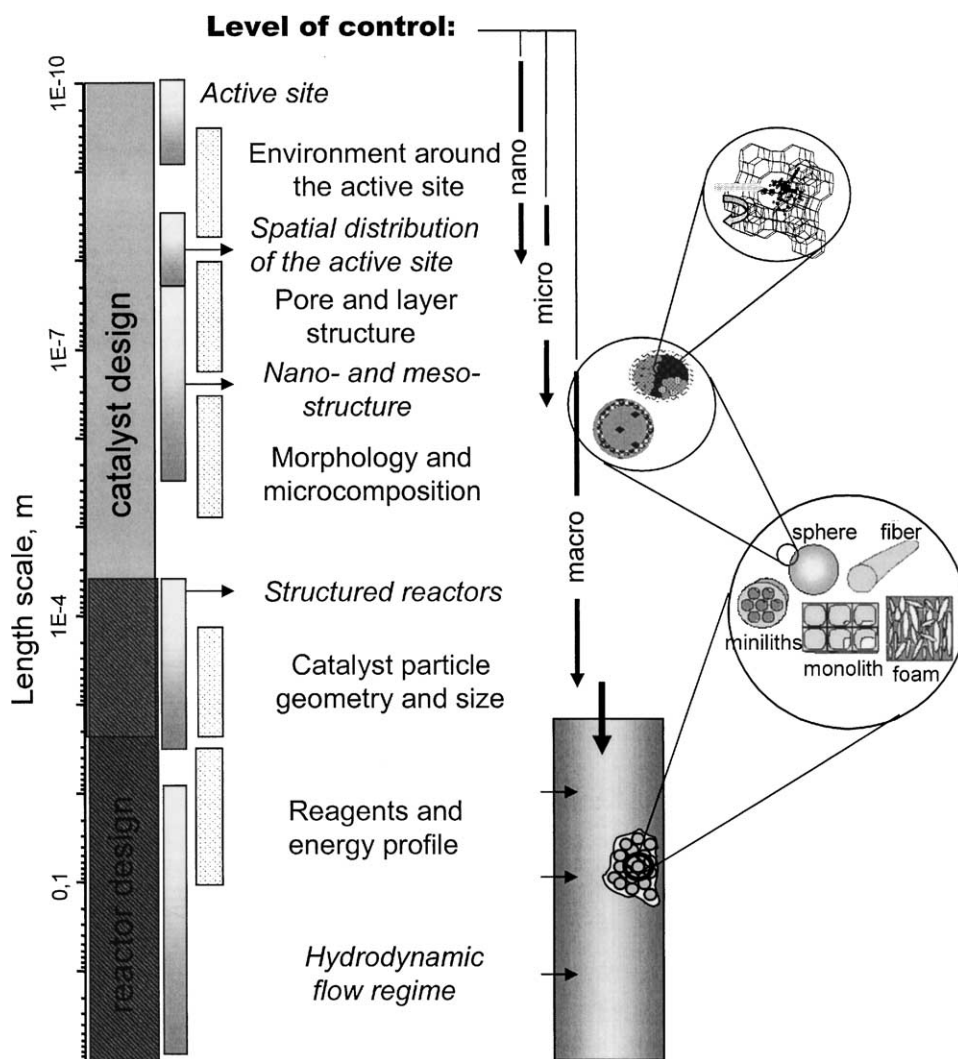 Level of control:
1E-10
1E-7
1E-4
0,1
Length scale, m
catalyst design
reactor design
Active site
Environment around
the active site
Spatial distribution
of the active site
Pore and layer
structure
Nano- and meso-
structure
Morphology and
microcomposition
Structured reactors
Catalyst particle
geometry and size
Reagents and
energy profile
Hydrodynamic
flow regime
nano
micro
macro
sphere
fiber
miniliths
monolith
foam